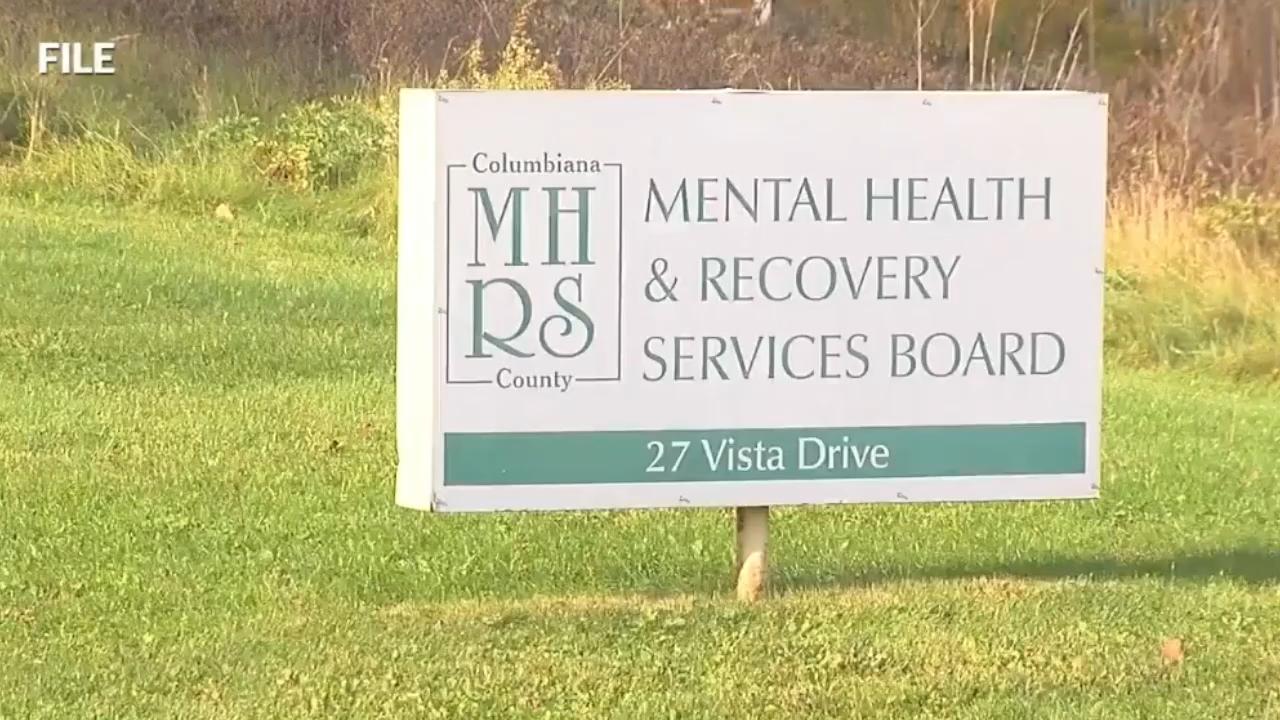 FILE
Columbiana
MH
RS
County
MENTAL HEALTH
& RECOVERY
SERVICES BOARD
27 Vista Drive